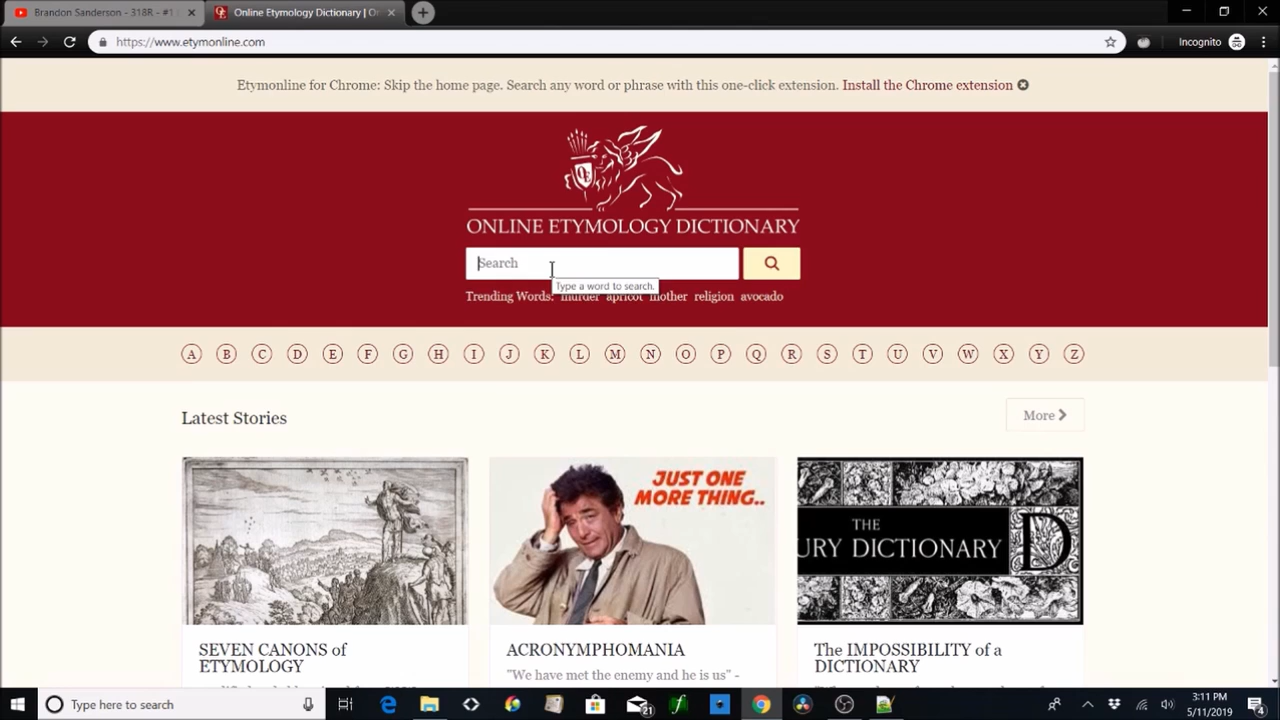 Brandon Sanderson - 318R - #1
Online Etymology Dictionary | O
https://www.etymonline.com
Incognito
Etymonline for Chrome: Skip the home page. Search any word or phrase with this one-click extension. Install the Chrome extension
OE
ONLINE ETYMOLOGY DICTIONARY
Search
Type a word to search.
Trending Words: murder apricot mother religion avocado
A B C D E F G H I J K L M N O P Q R S T U V W X Y Z
Latest Stories
More
JUST ONE
MORE THING..
THE
URY DICTIONARY
D
SEVEN CANONS of
ETYMOLOGY
ACRONYMPHOMANIA
"We have met the enemy and he is us" -
The IMPOSSIBILITY of a
DICTIONARY
Type here to search
21
3:11 PM
5/11/2019
4